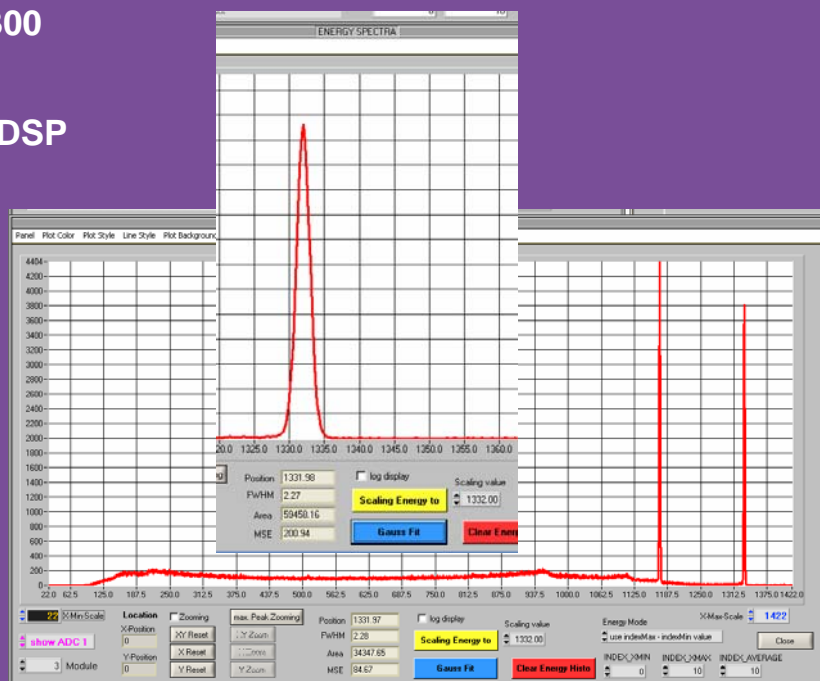 300
DSP
ENERGY SPECTRA
20.0 1325.0 1330.0 1335.0 1340.0 1345.0 1350.0 1355.0 1360.0
Position 1331.98 log display
FWHM 2.27 Scaling Energy to Scaling value 1332.00
Area 59458.16
MSE 200.94 Gauss Fit Clear Ener
Panel Plot Color Plot Style Line Style Plot Background
4404
4200
4000
3800
3600
3400
3200
3000
2800
2600
2400
2200
2000
1800
1600
1400
1200
1000
800
600
400
200
0
22.0 62.5 125.0 187.5 250.0 312.5 375.0 437.5 500.0 562.5 625.0 687.5 750.0 812.5 875.0 937.5 1000.0 1062.5 1125.0 1187.5 1250.0 1312.5 1375.0 1422.0
22 X-Min-Scale Location Zooming max. Peak Zooming Position 1331.97 log display Scaling value Energy Mode X-Max-Scale 1422
show ADC 1 X-Position 0 XY Reset FWHM 2.28 Scaling Energy to 1332.00 use indexMax - indexMin value Close
X Reset Area 34347.65 INDEX_XMIN INDEX_XMAX INDEX_AVERAGE
3 Module Y-Position 0 Y Reset Y Zoom MSE 84.67 Gauss Fit Clear Energy Histo 0 10 10